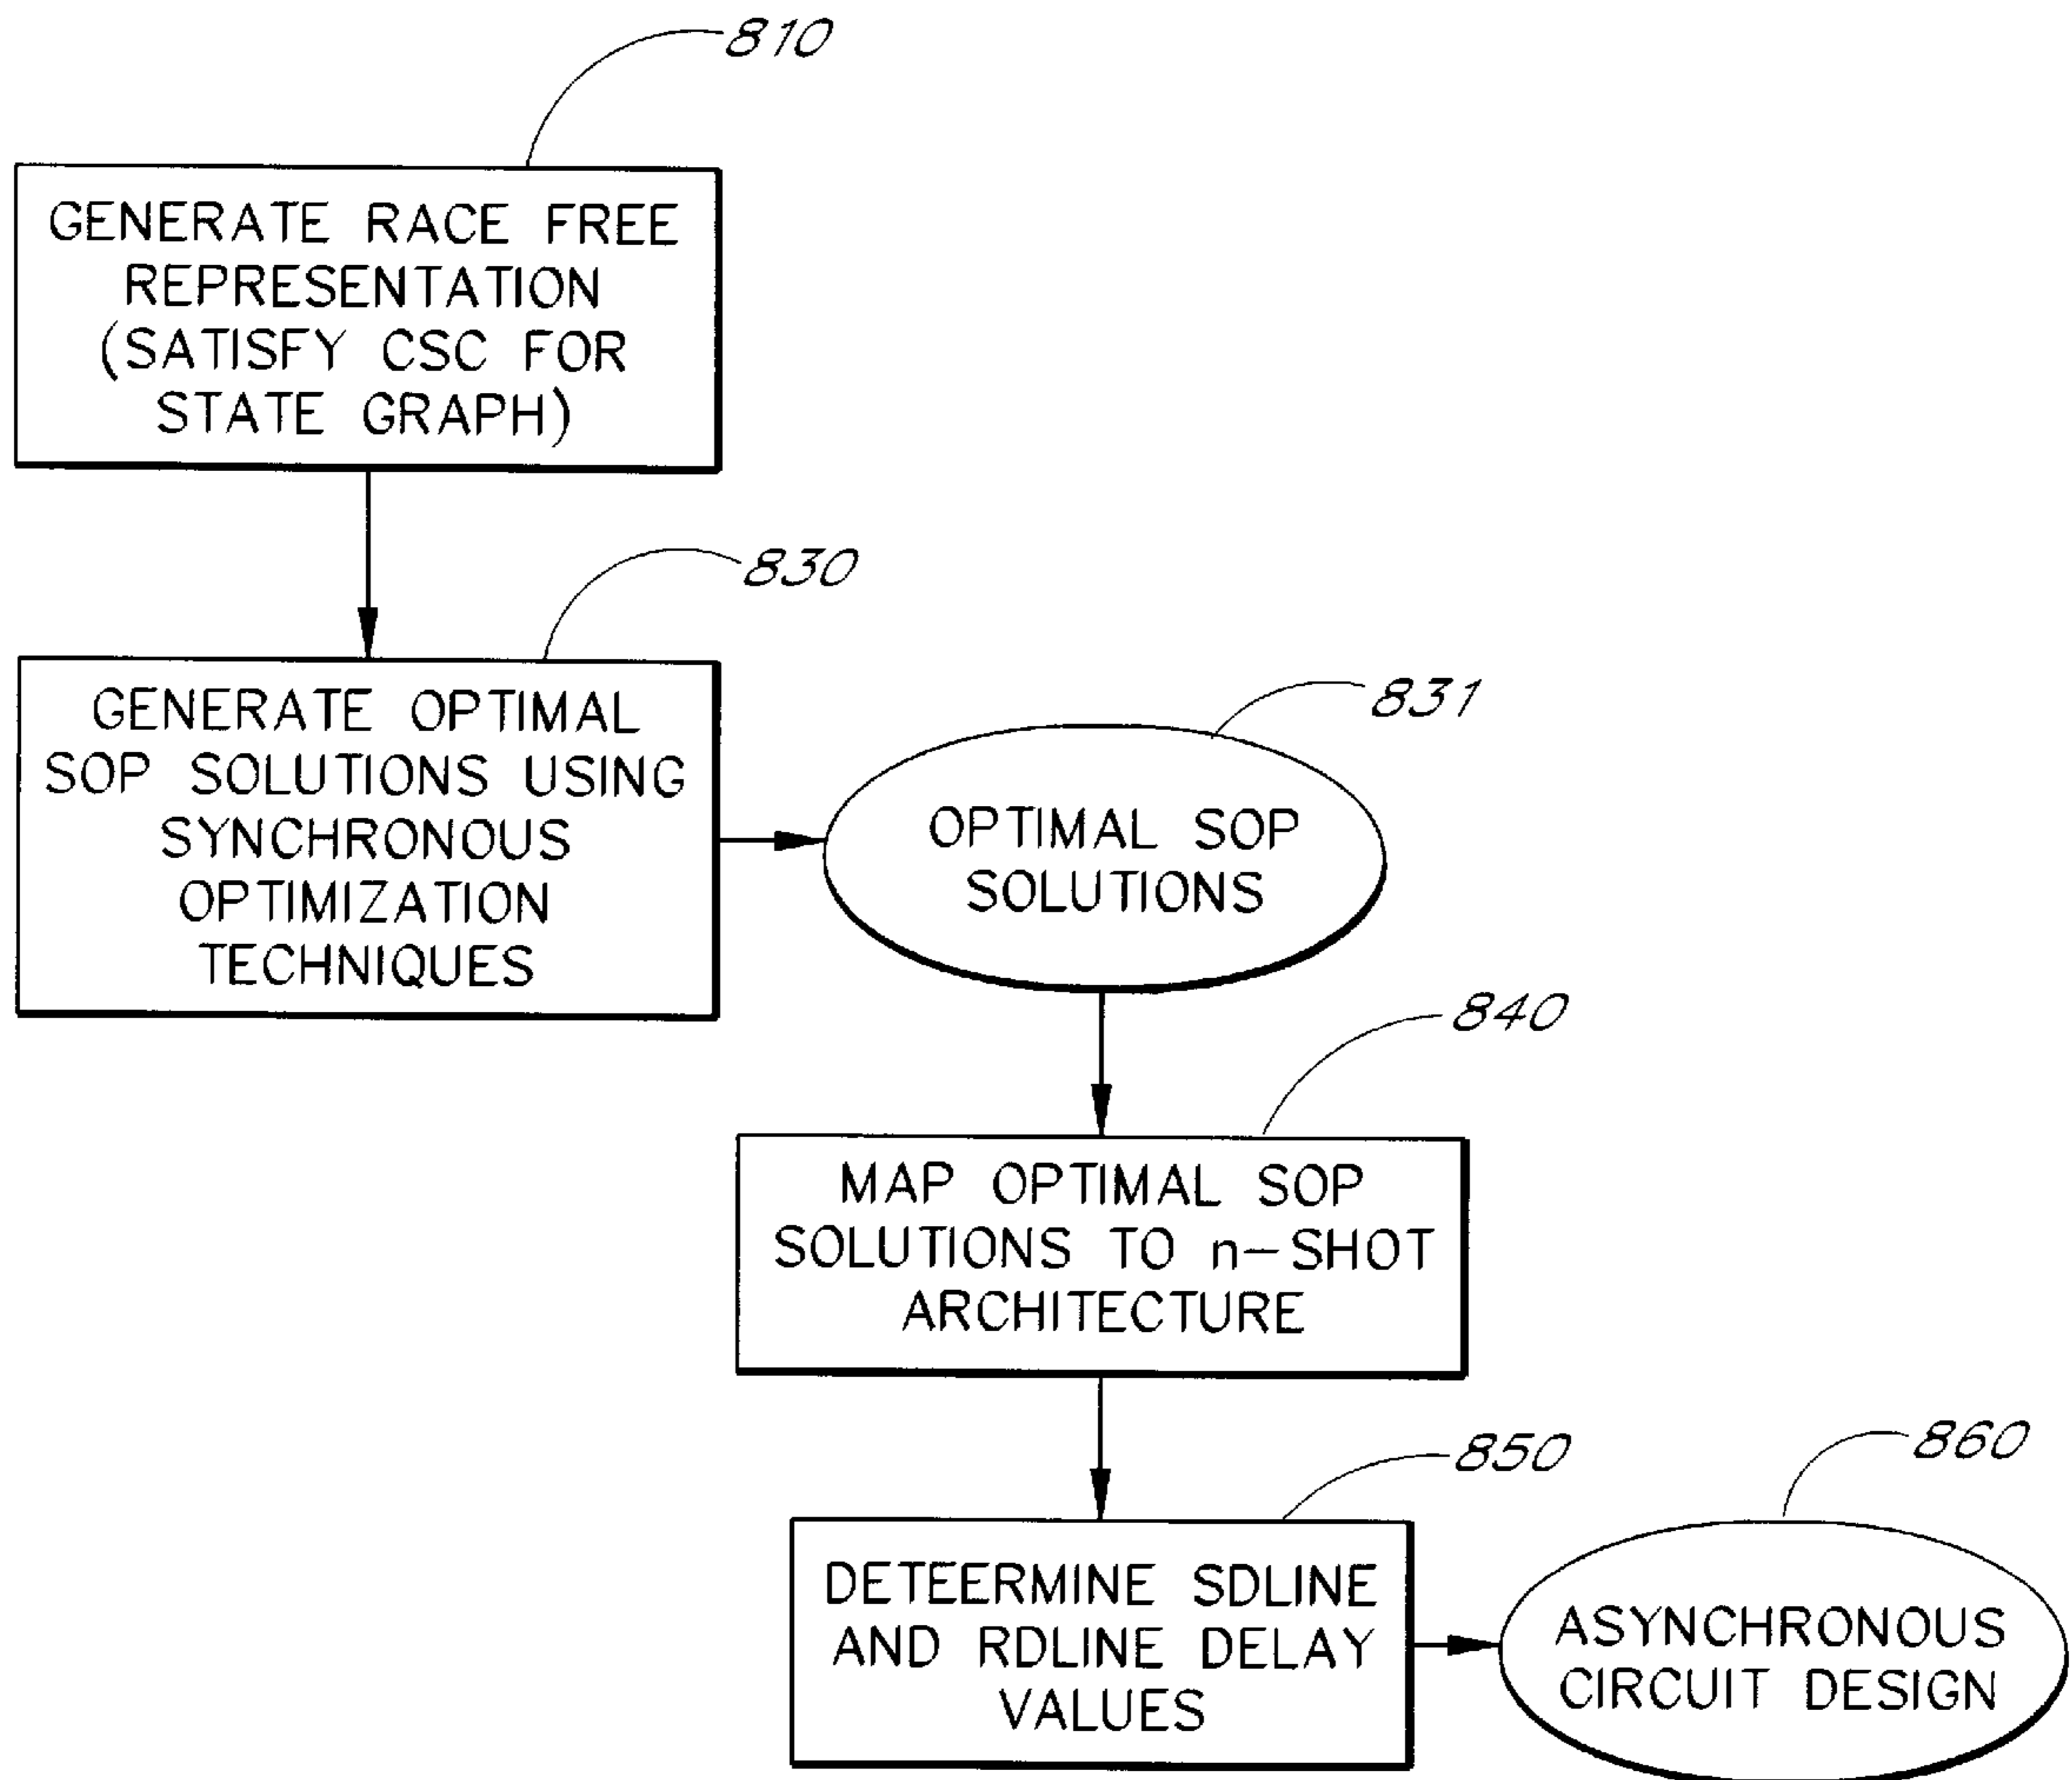 810
GENERATE RACE FREE
REPRESENTATION
(SATISFY CSC FOR
STATE GRAPH)
830
GENERATE OPTIMAL
SOP SOLUTIONS USING
SYNCHRONOUS
OPTIMIZATION
TECHNIQUES
831
OPTIMAL SOP
SOLUTIONS
840
MAP OPTIMAL SOP
SOLUTIONS TO n-SHOT
ARCHITECTURE
850
DETEERMINE SDLINE
AND RDLINE DELAY
VALUES
860
ASYNCHRONOUS
CIRCUIT DESIGN